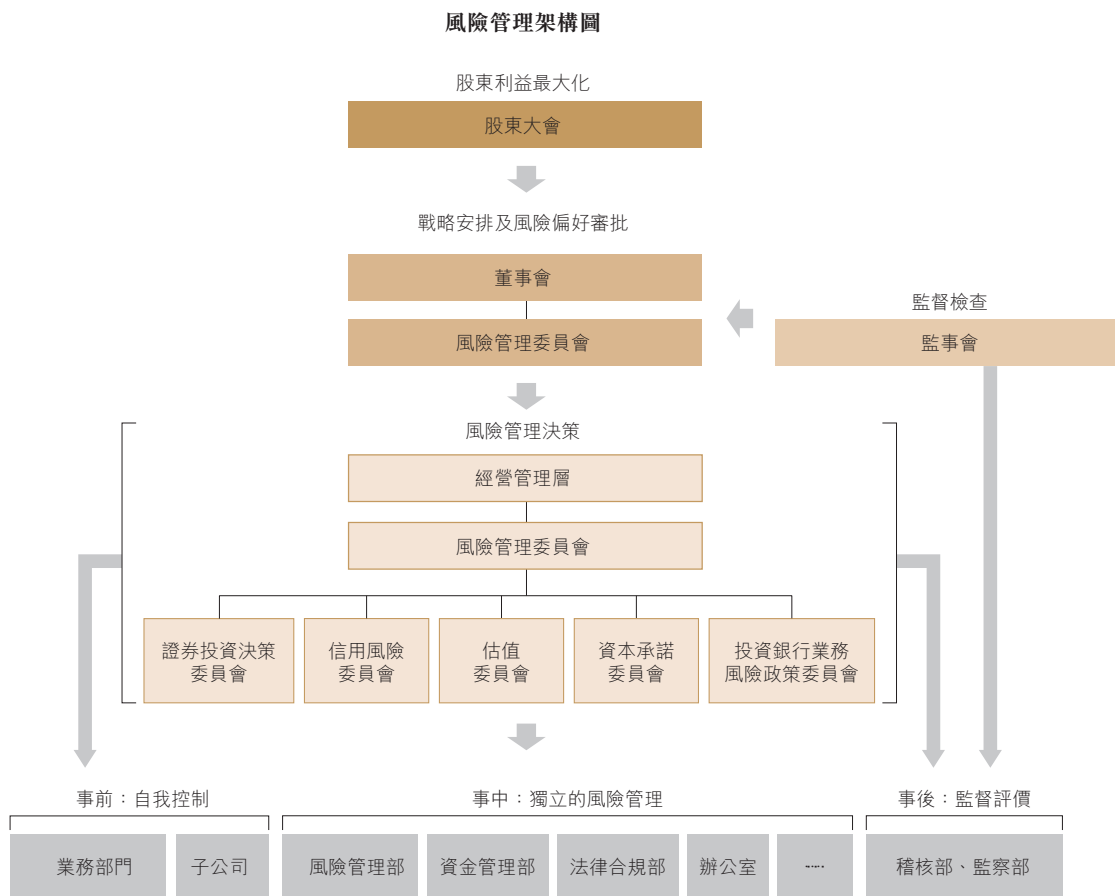 風險管理架構圖
股東利益最大化
股東大會
戰略安排及風險偏好審批
董事會
風險管理委員會
監督檢查
監事會
風險管理決策
經營管理層
風險管理委員會
證券投資決策
委員會
信用風險
委員會
估值
委員會
資本承諾
委員會
投資銀行業務
風險政策委員會
事前：自我控制
事中：獨立的風險管理
事後：監督評價
業務部門
子公司
風險管理部
資金管理部
法律合規部
辦公室
……
稽核部、監察部